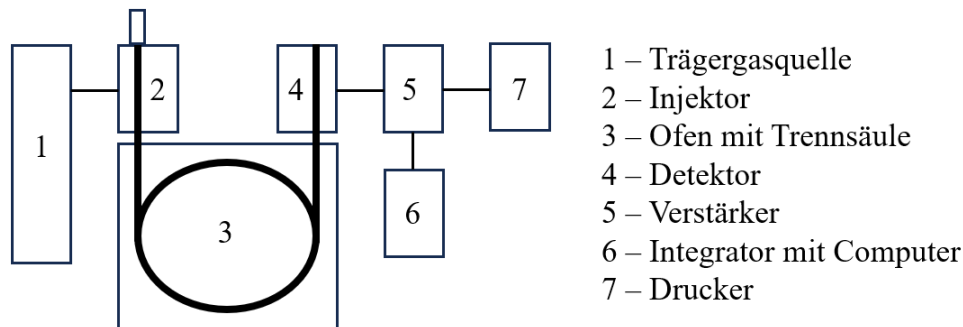 1
2
3
4
5
6
7
1 – Trägergasquelle
2 – Injektor
3 – Ofen mit Trennsäule
4 – Detektor
5 – Verstärker
6 – Integrator mit Computer
7 – Drucker